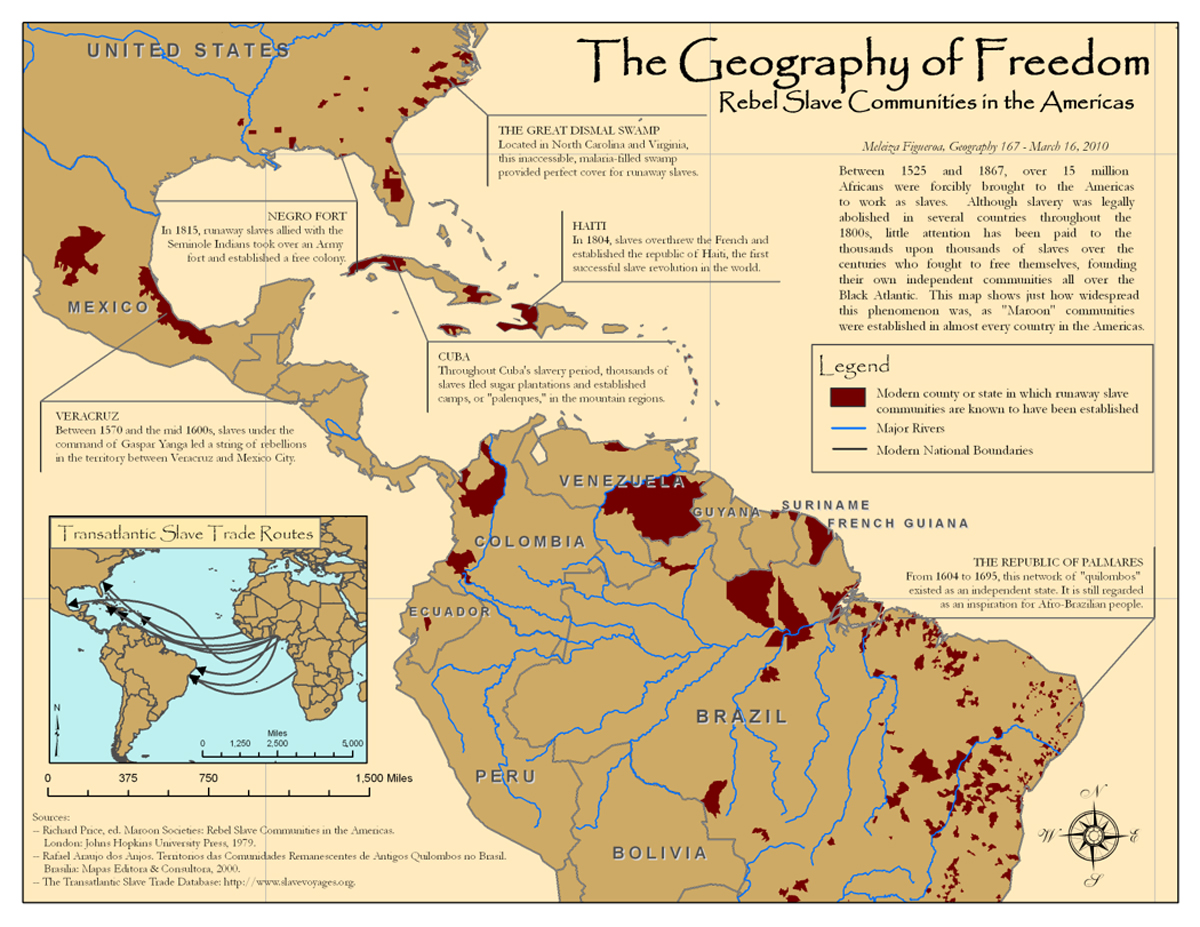 The Geography of Freedom
Rebel Slave Communities in the Americas
Meleiza Figueroa, Geography 167 - March 16, 2010
Between 1525 and 1867, over 15 million
Africans were forcibly brought to the Americas
to work as slaves. Although slavery was legally
abolished in several countries throughout the
1800s, little attention has been paid to the
thousands upon thousands of slaves over the
centuries who fought to free themselves, founding
their own independent communities all over the
Black Atlantic. This map shows just how widespread
this phenomenon was, as "Maroon" communities
were established in almost every country in the Americas.
UNITED STATES
THE GREAT DISMAL SWAMP
Located in North Carolina and Virginia,
this inaccessible, malaria-filled swamp
provided perfect cover for runaway slaves.
NEGRO FORT
In 1815, runaway slaves allied with the
Seminole Indians took over an Army
fort and established a free colony.
HAITI
In 1804, slaves overthrew the French and
established the republic of Haiti, the first
successful slave revolution in the world.
MEXICO
CUBA
Throughout Cuba's slavery period, thousands of
slaves fled sugar plantations and established
camps, or "palenques," in the mountain regions.
VERACRUZ
Between 1570 and the mid 1600s, slaves under the
command of Gaspar Yanga led a string of rebellions
in the territory between Veracruz and Mexico City.
Legend
Modern county or state in which runaway slave
communities are known to have been established
Major Rivers
Modern National Boundaries
VENEZUELA
GUYANA
SURINAME
FRENCH GUIANA
COLOMBIA
ECUADOR
THE REPUBLIC OF PALMARES
From 1604 to 1695, this network of "quilombos"
existed as an independent state. It is still regarded
as an inspiration for Afro-Brazilian people.
BRAZIL
PERU
BOLIVIA
Transatlantic Slave Trade Routes
N
Miles
0 1,250 2,500 5,000
0 375 750 1,500 Miles
Sources:
-- Richard Price, ed. Maroon Societies: Rebel Slave Communities in the Americas.
London: Johns Hopkins University Press, 1979.
-- Rafael Araujo dos Anjos. Territorios das Comunidades Remanescentes de Antigos Quilombos no Brasil.
Brasilia: Mapas Editora & Consultora, 2000.
-- The Transatlantic Slave Trade Database: http://www.slavevoyages.org.
N
W E
S